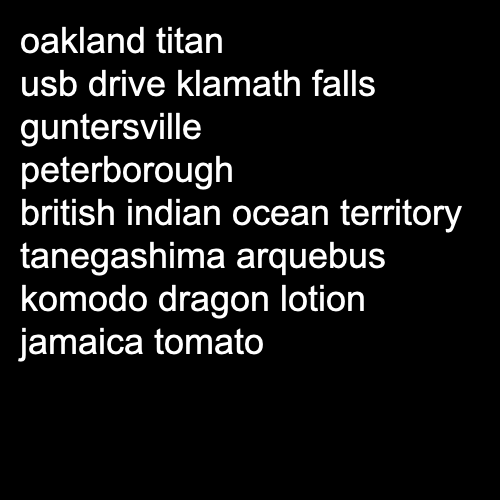 oakland titan
usb drive klamath falls
guntersville
peterborough
british indian ocean territory
tanegashima arquebus
komodo dragon lotion
jamaica tomato